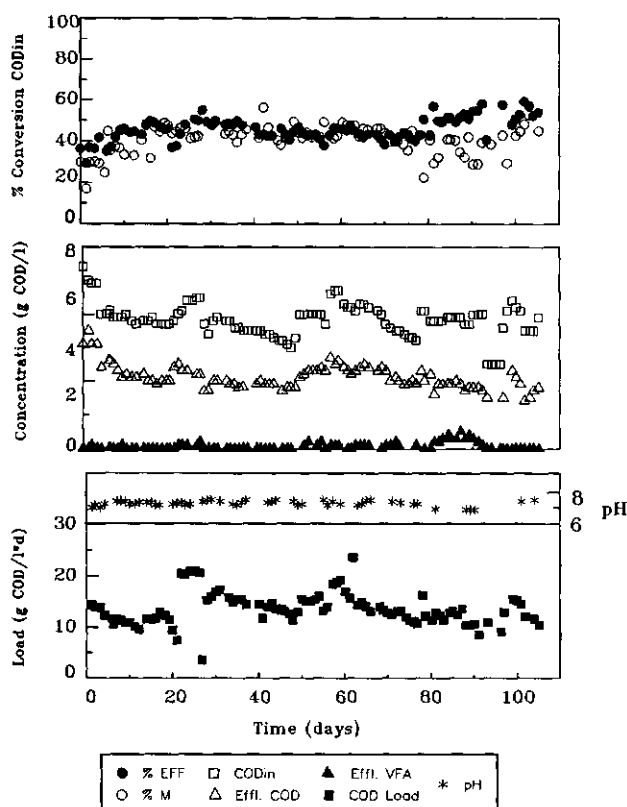 % Conversion CODin
100
80
60
40
20
0
Concentration (g COD/l)
8
6
4
2
0
Load (g COD/l*d)
30
20
10
0
8
6
pH
0
20
40
60
80
100
Time (days)
% EFF
CODin
Effl. VFA
pH
% M
Effl. COD
COD Load